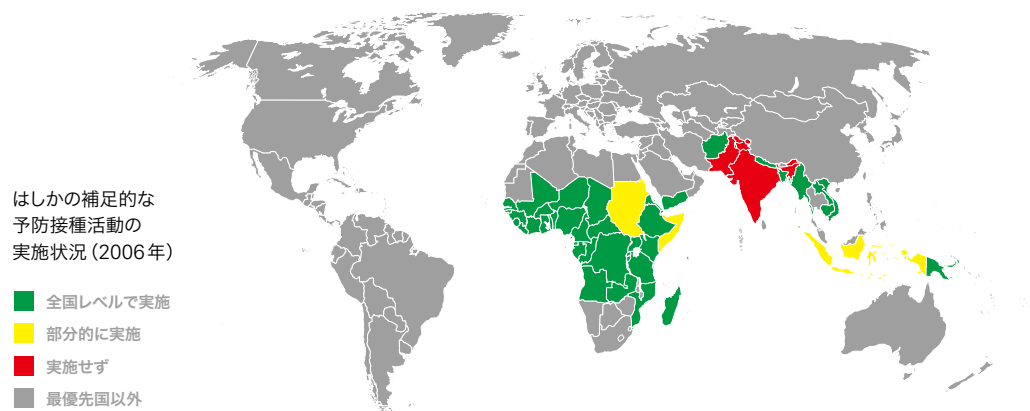 はしかの補足的な
予防接種活動の
実施状況（2006年）
全国レベルで実施
部分的に実施
実施せず
最優先国以外